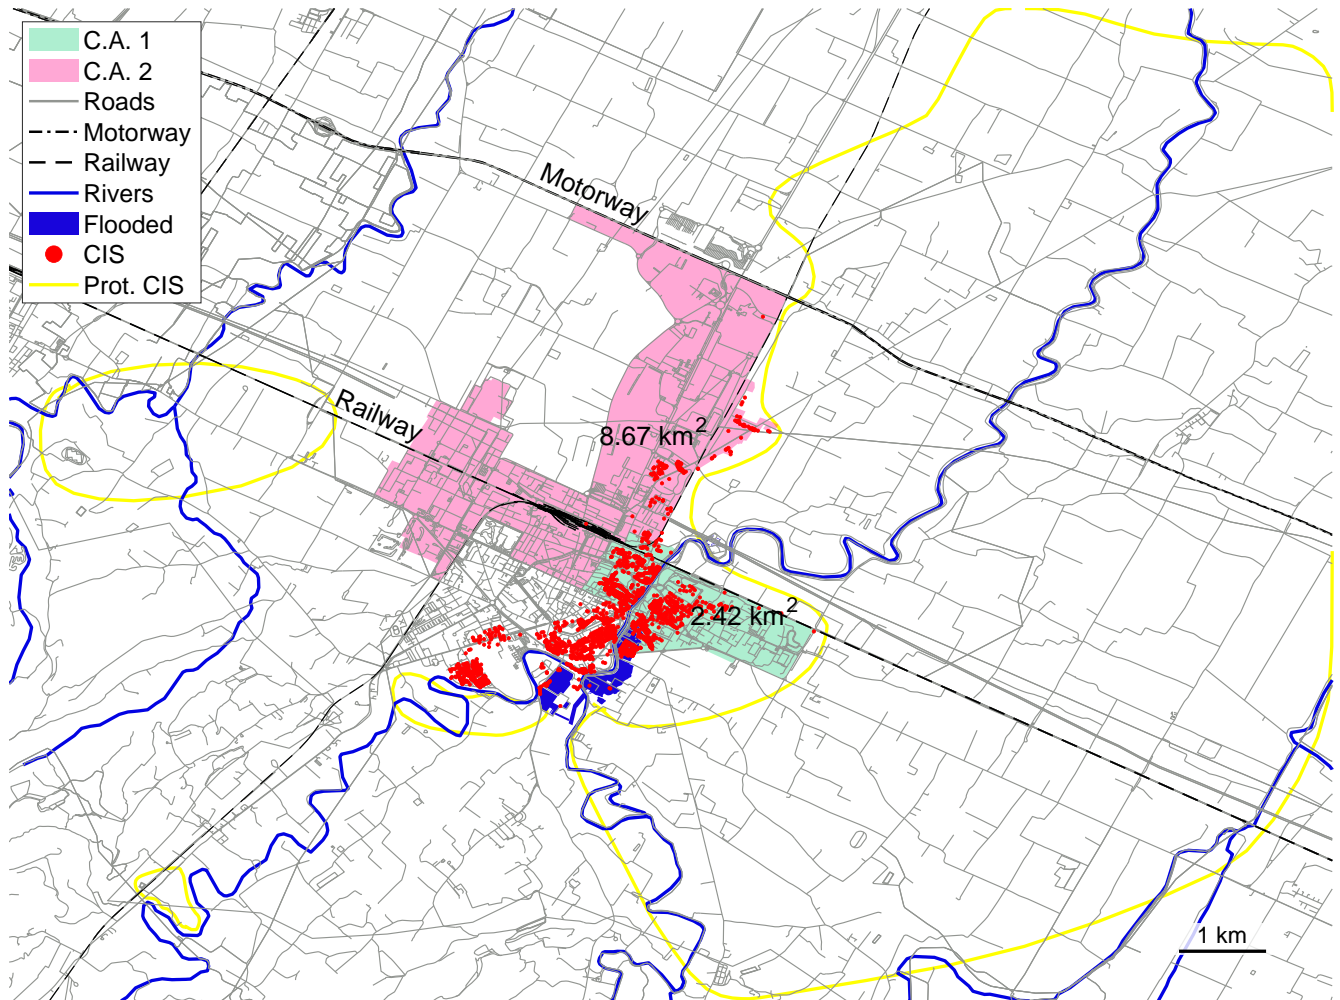 C.A. 1
C.A. 2
Roads
Motorway
Railway
Rivers
Flooded
CIS
Prot. CIS
Motorway
Railway
8.67 km²
2.42 km²
1 km